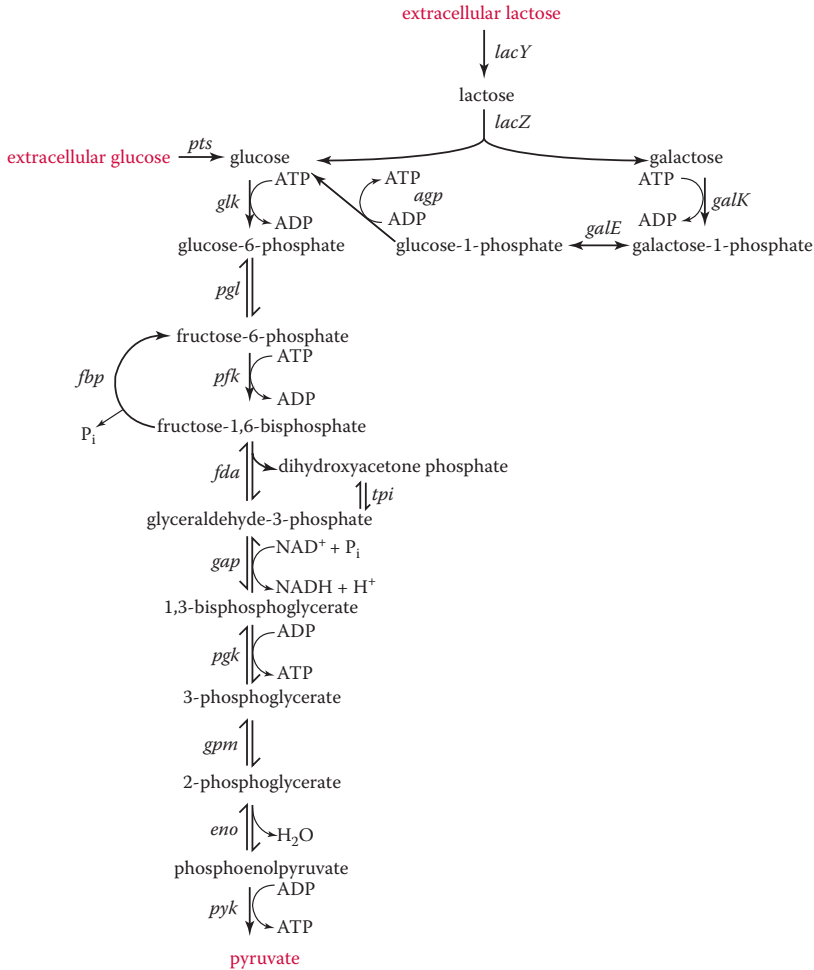 extracellular lactose
lacY
lactose
lacZ
extracellular glucose
pts
glucose
galactose
ATP
ATP
ATP
glk
agp
galK
ADP
ADP
ADP
galE
glucose-6-phosphate
glucose-1-phosphate
galactose-1-phosphate
pgl
fructose-6-phosphate
ATP
fbp
pfk
ADP
Pi
fructose-1,6-bisphosphate
fda
dihydroxyacetone phosphate
tpi
glyceraldehyde-3-phosphate
NAD+ + Pi
gap
NADH + H+
1,3-bisphosphoglycerate
ADP
pgk
ATP
3-phosphoglycerate
gpm
2-phosphoglycerate
eno
H2O
phosphoenolpyruvate
ADP
pyk
ATP
pyruvate